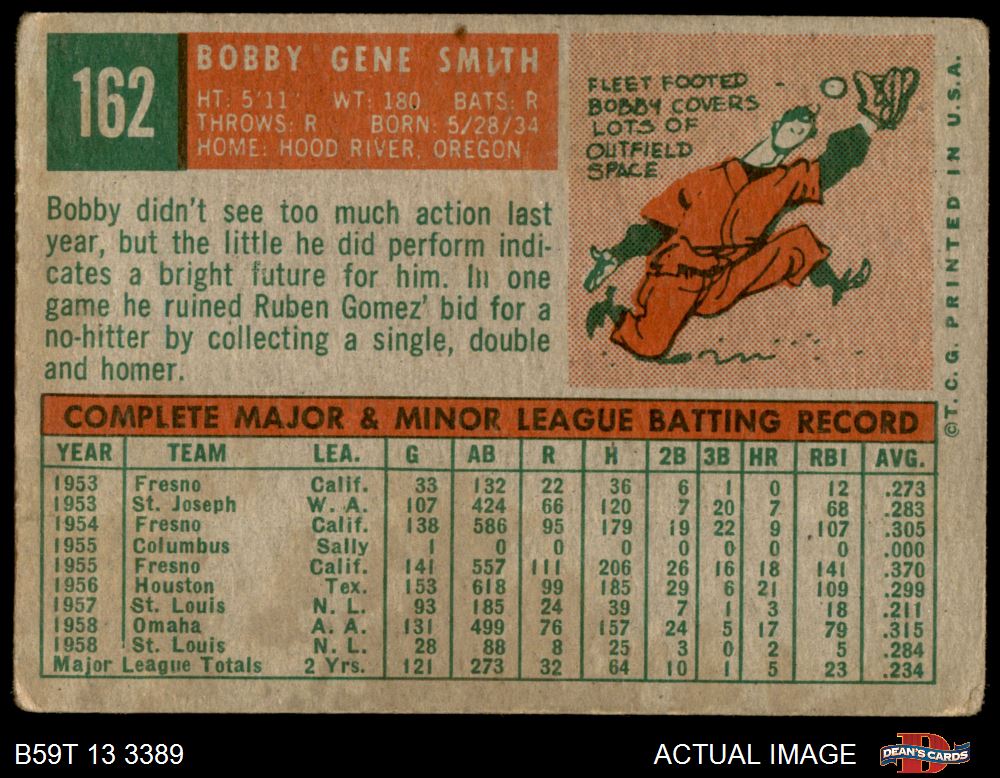 162
BOBBY GENE SMITH
HT: 5'11" WT: 180 BATS: R
THROWS: R BORN: 5/28/34
HOME: HOOD RIVER, OREGON
FLEET FOOTED
BOBBY COVERS
LOTS OF
OUTFIELD
SPACE
Bobby didn't see too much action last
year, but the little he did perform indi-
cates a bright future for him. In one
game he ruined Ruben Gomez' bid for a
no-hitter by collecting a single, double
and homer.
©T. C. G. PRINTED IN U.S.A.
COMPLETE MAJOR & MINOR LEAGUE BATTING RECORD
YEAR TEAM LEA. G AB R H 2B 3B HR RBI AVG.
1953 Fresno Calif. 33 132 22 36 6 1 0 12 .273
1953 St. Joseph W. A. 107 424 66 120 7 20 7 68 .283
1954 Fresno Calif. 138 586 95 179 19 22 9 107 .305
1955 Columbus Sally 1 0 0 0 0 0 0 0 .000
1955 Fresno Calif. 141 557 111 206 26 16 18 141 .370
1956 Houston Tex. 153 618 99 185 29 6 21 109 .299
1957 St. Louis N. L. 93 185 24 39 7 1 3 18 .211
1958 Omaha A. A. 131 499 76 157 24 5 17 79 .315
1958 St. Louis N. L. 28 88 8 25 3 0 2 5 .284
Major League Totals 2 Yrs. 121 273 32 64 10 1 5 23 .234
B59T 13 3389
ACTUAL IMAGE
DEAN'S CARDS